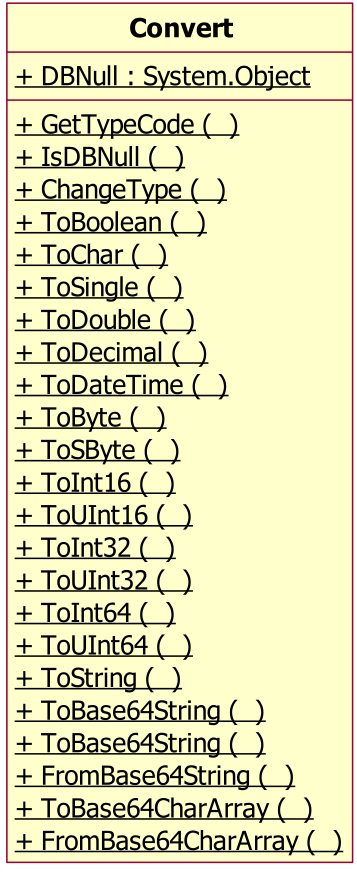 Convert
+ DBNull : System.Object
+ GetTypeCode ( )
+ IsDBNull ( )
+ ChangeType ( )
+ ToBoolean ( )
+ ToChar ( )
+ ToSingle ( )
+ ToDouble ( )
+ ToDecimal ( )
+ ToDateTime ( )
+ ToByte ( )
+ ToSByte ( )
+ ToInt16 ( )
+ ToUInt16 ( )
+ ToInt32 ( )
+ ToUInt32 ( )
+ ToInt64 ( )
+ ToUInt64 ( )
+ ToString ( )
+ ToBase64String ( )
+ ToBase64String ( )
+ FromBase64String ( )
+ ToBase64CharArray ( )
+ FromBase64CharArray ( )